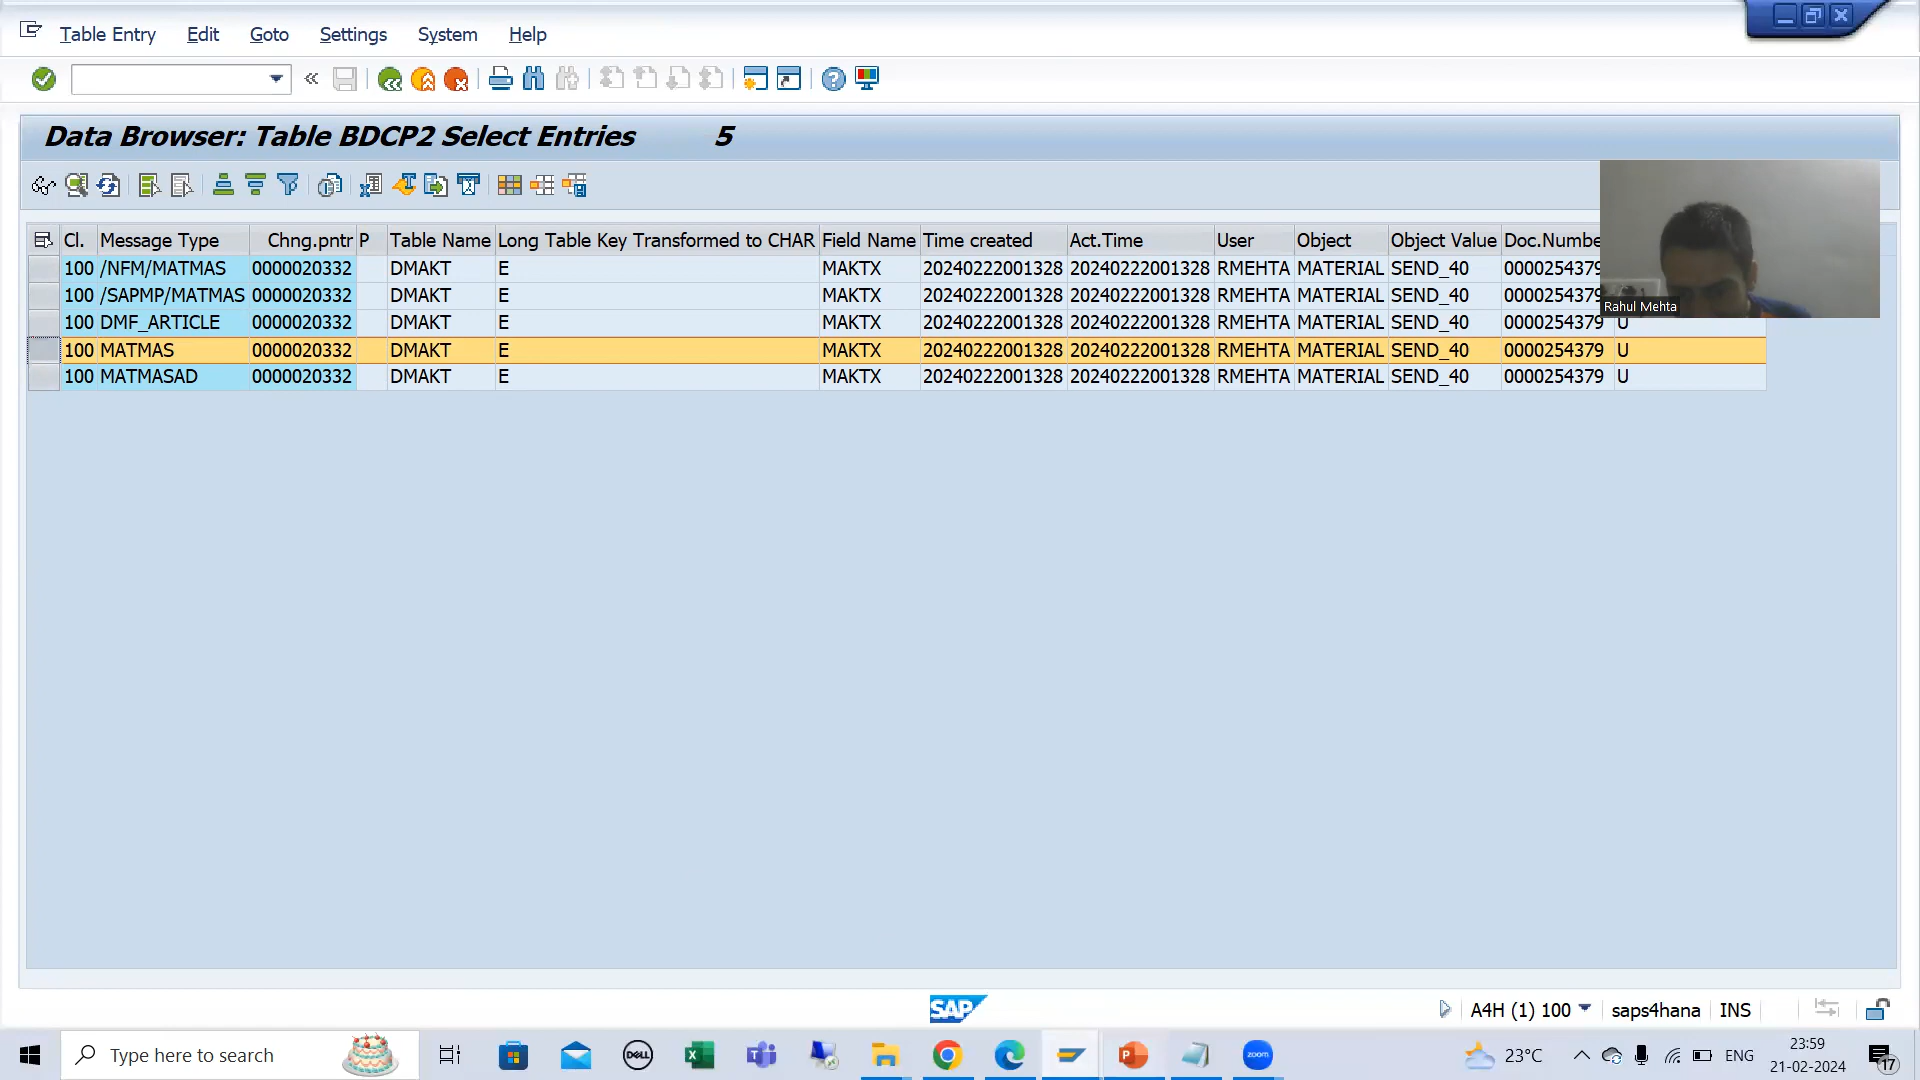 Table Entry Edit Goto Settings System Help
Data Browser: Table BDCP2 Select Entries 5
Cl. Message Type Chng.pntr P Table Name Long Table Key Transformed to CHAR Field Name Time created Act.Time User Object Object Value Doc.Numbe
100 /NFM/MATMAS 0000020332 DMAKT E MAKTX 20240222001328 20240222001328 RMEHTA MATERIAL SEND_40 0000254379
100 /SAPMP/MATMAS 0000020332 DMAKT E MAKTX 20240222001328 20240222001328 RMEHTA MATERIAL SEND_40 0000254379
Rahul Mehta
100 DMF_ARTICLE 0000020332 DMAKT E MAKTX 20240222001328 20240222001328 RMEHTA MATERIAL SEND_40 0000254379 U
100 MATMAS 0000020332 DMAKT E MAKTX 20240222001328 20240222001328 RMEHTA MATERIAL SEND_40 0000254379 U
100 MATMASAD 0000020332 DMAKT E MAKTX 20240222001328 20240222001328 RMEHTA MATERIAL SEND_40 0000254379 U
SAP A4H (1) 100 saps4hana INS
Type here to search DELL zoom 23°C ENG 23:59
21-02-2024 17